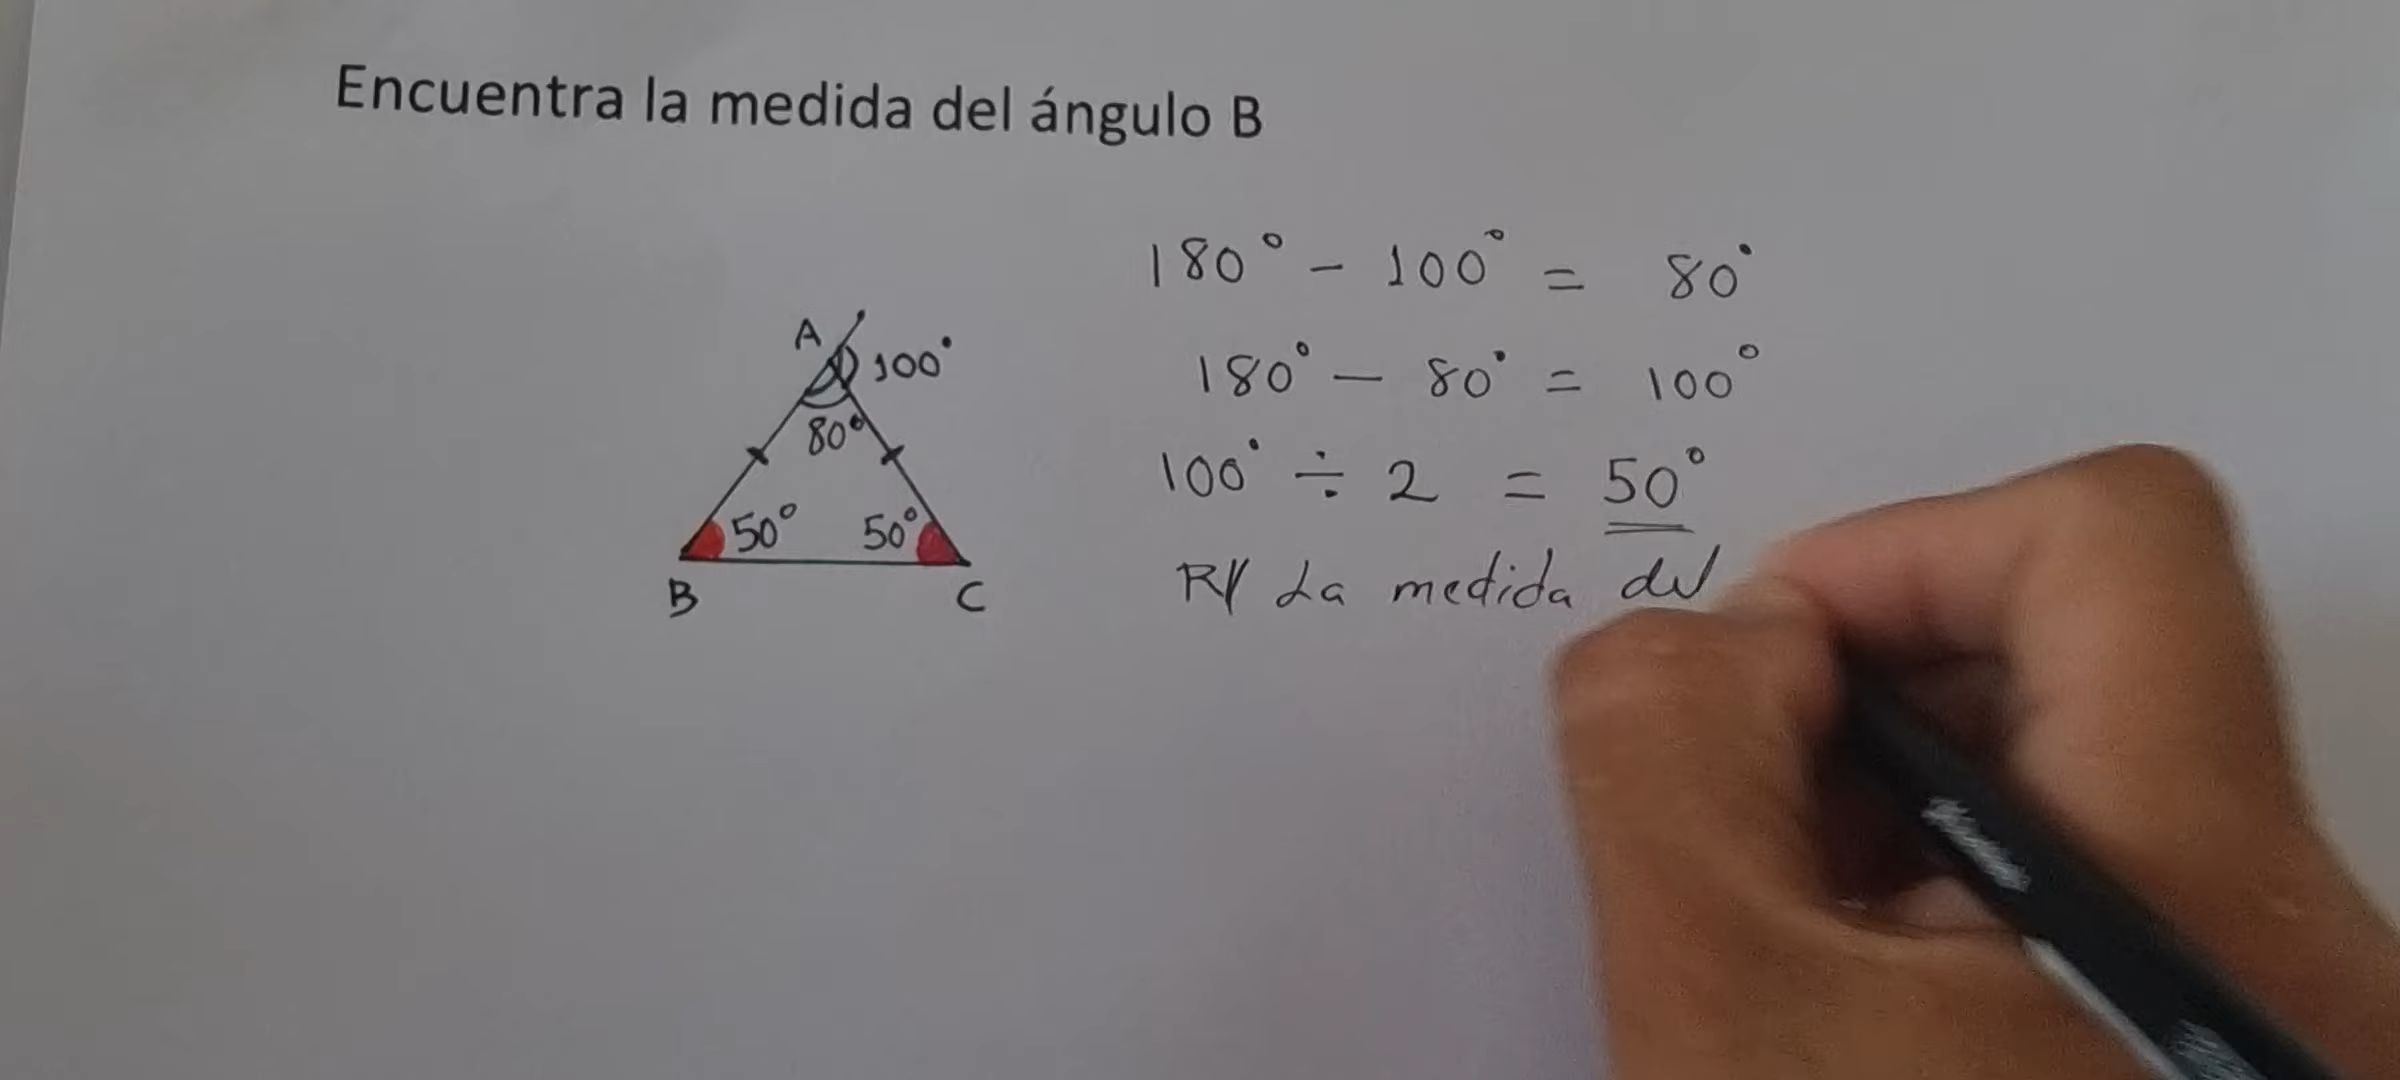 Encuentra la medida del ángulo B
180° - 100° = 80°
A 100°
180° - 80° = 100°
80°
100° ÷ 2 = 50°
50° 50°
B C
R/ La medida del